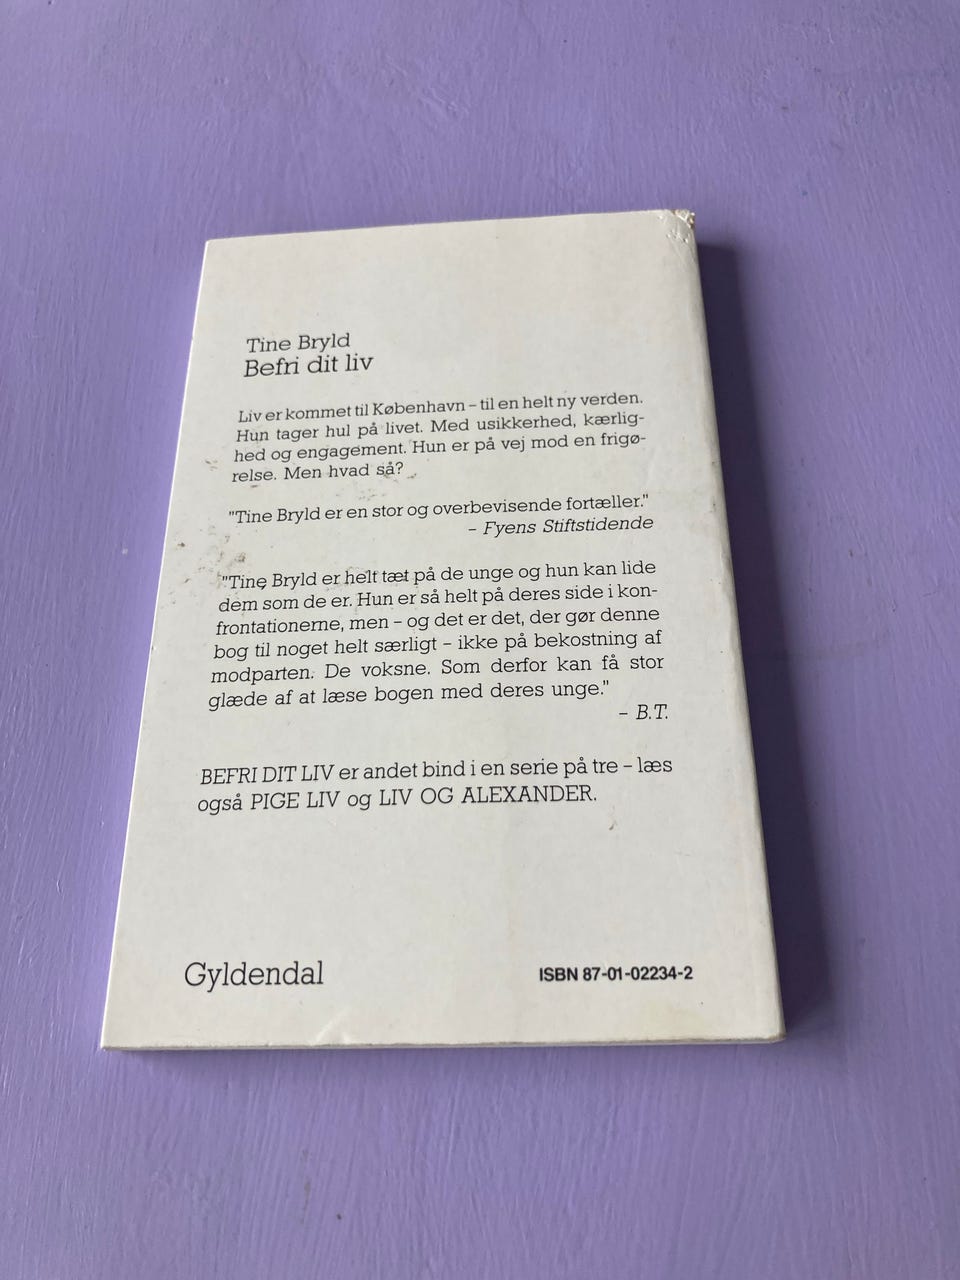 Tine Bryld
Befri dit liv
Liv er kommet til København – til en helt ny verden.
Hun tager hul på livet. Med usikkerhed, kærlig-
hed og engagement. Hun er på vej mod en frigø-
relse. Men hvad så?
"Tine Bryld er en stor og overbevisende fortæller."
– Fyens Stiftstidende
"Tine Bryld er helt tæt på de unge og hun kan lide
dem som de er. Hun er så helt på deres side i kon-
frontationerne, men – og det er det, der gør denne
bog til noget helt særligt – ikke på bekostning af
modparten. De voksne. Som derfor kan få stor
glæde af at læse bogen med deres unge."
– B.T.
BEFRI DIT LIV er andet bind i en serie på tre – læs
også PIGE LIV og LIV OG ALEXANDER.
Gyldendal
ISBN 87-01-02234-2